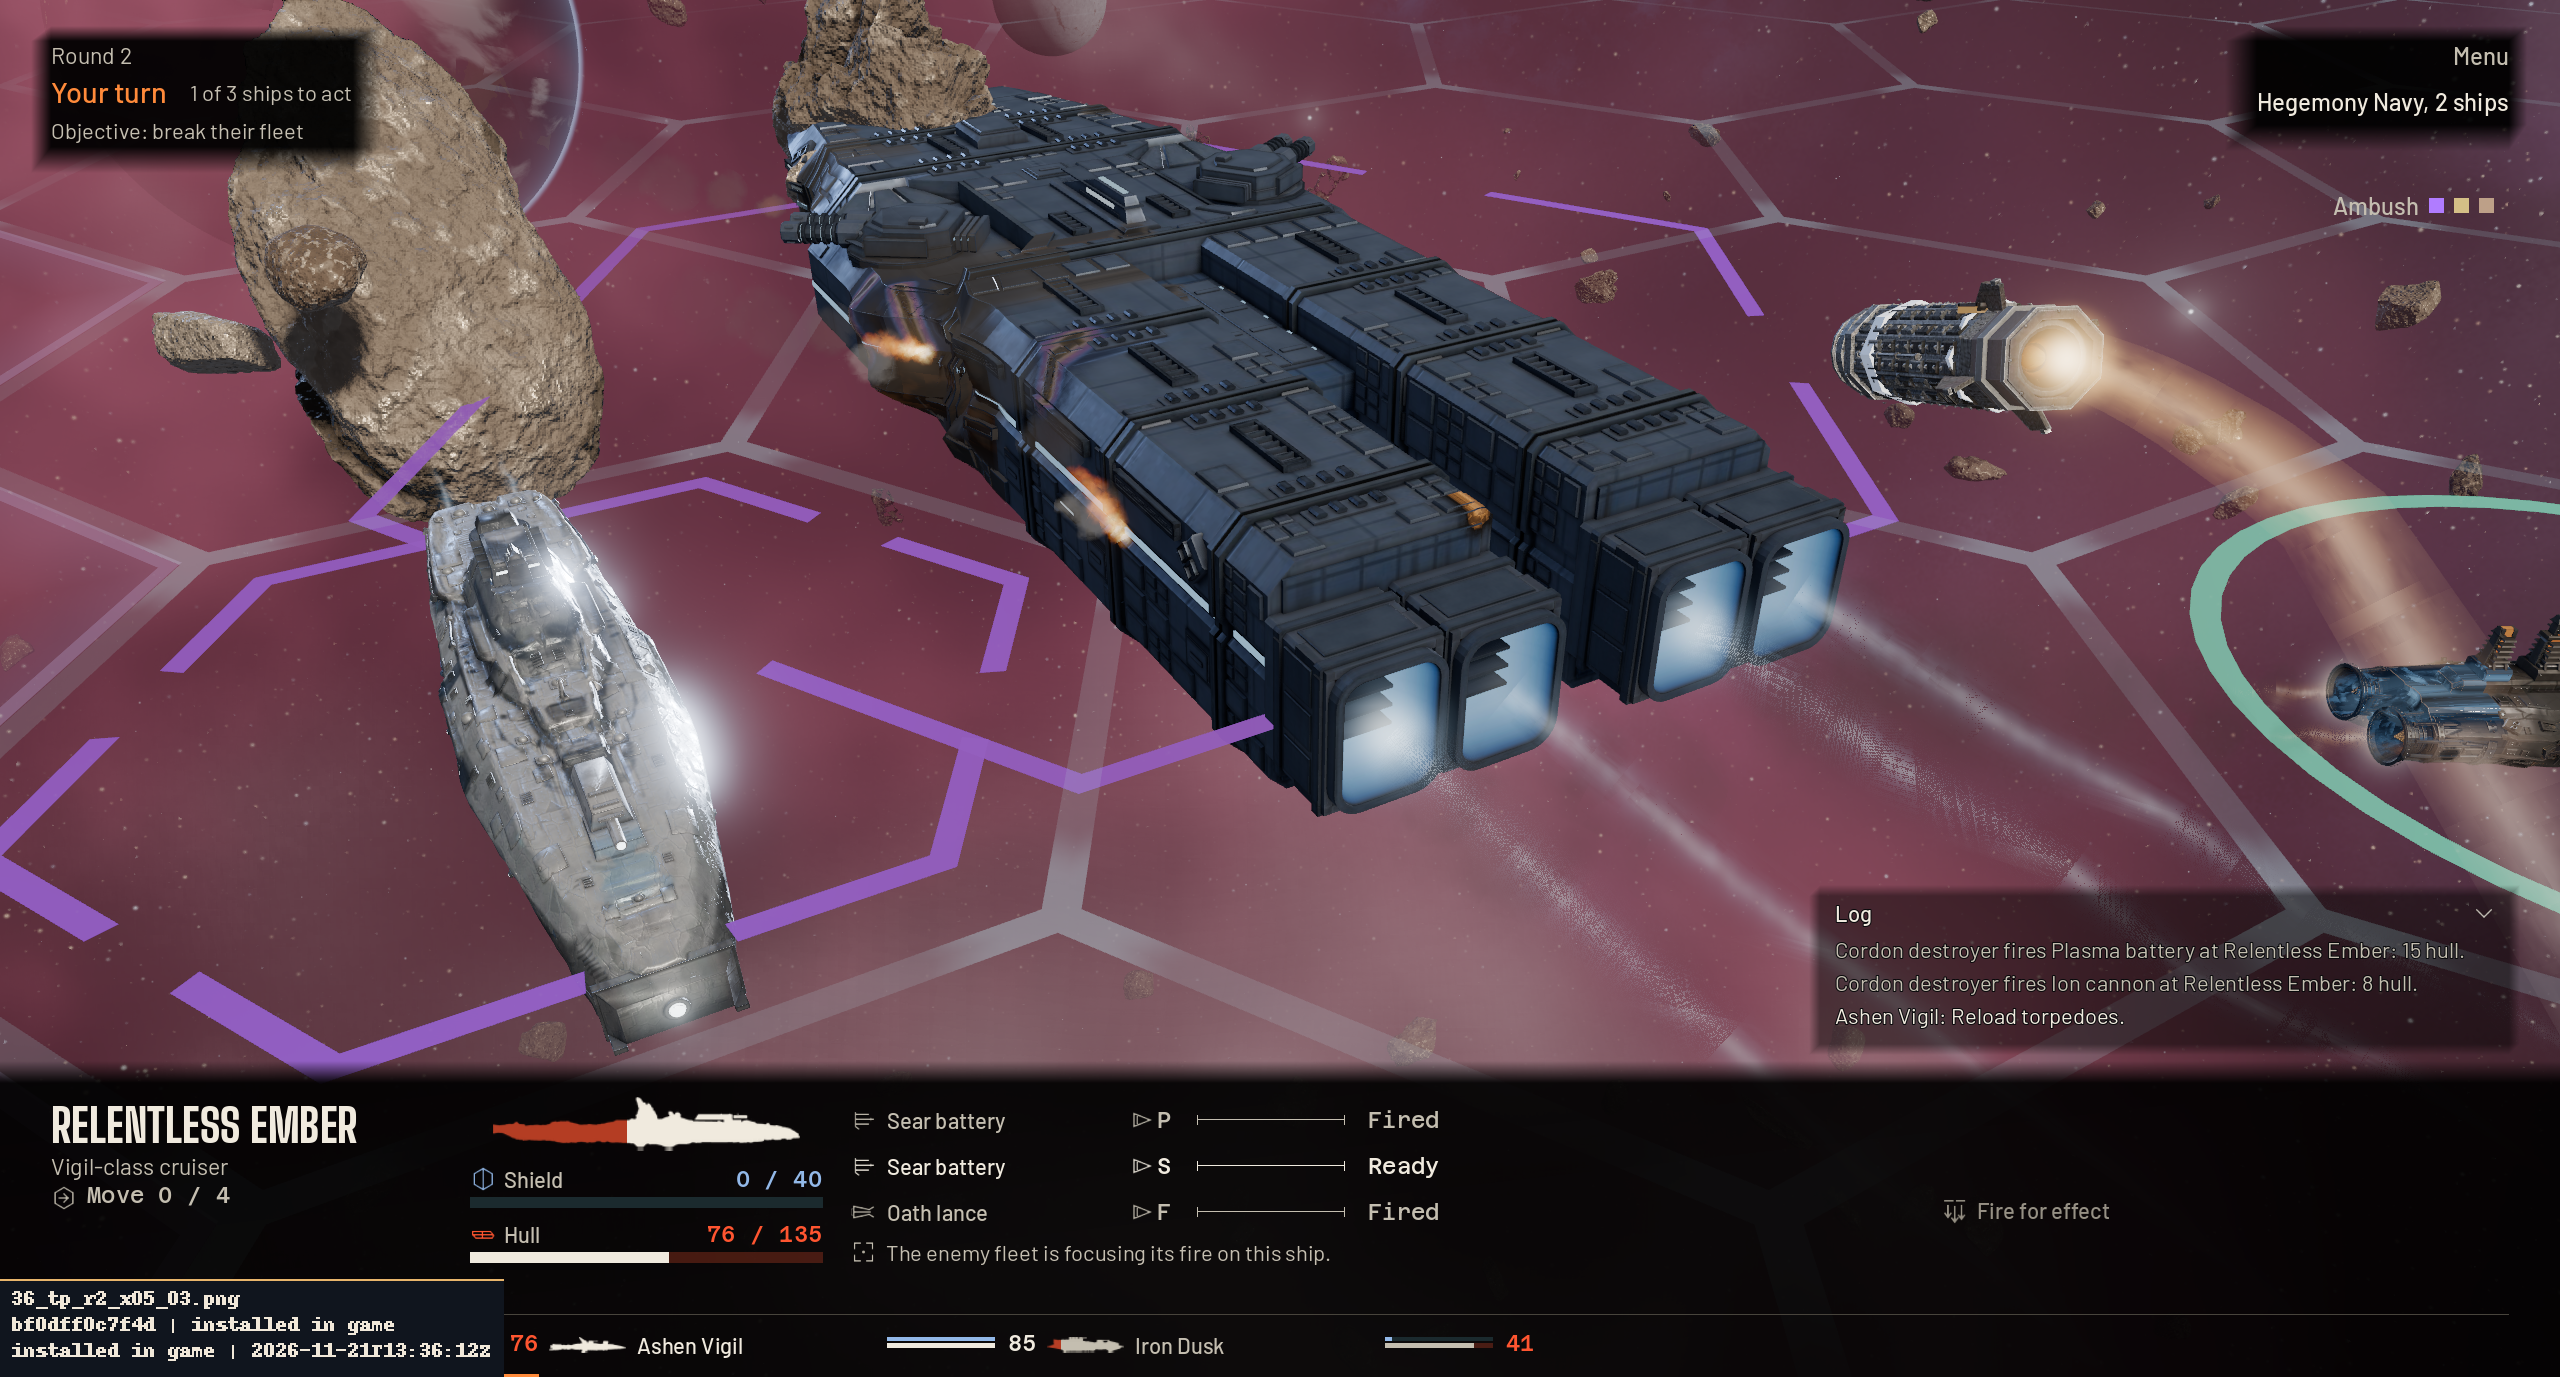 Round 2
Your turn 1 of 3 ships to act
Objective: break their fleet
Menu
Hegemony Navy, 2 ships
Ambush
Log
Cordon destroyer fires Plasma battery at Relentless Ember: 15 hull.
Cordon destroyer fires Ion cannon at Relentless Ember: 8 hull.
Ashen Vigil: Reload torpedoes.
RELENTLESS EMBER
Vigil-class cruiser
Move 0 / 4
Shield 0 / 40
Hull 76 / 135
Sear battery P Fired
Sear battery S Ready
Oath lance F Fired
The enemy fleet is focusing its fire on this ship.
Fire for effect
36_tp_r2_x05_03.png
bf0dff0c7f4d | installed in game
installed in game | 2026-11-21r13:36:12z
76 Ashen Vigil 85 Iron Dusk 41